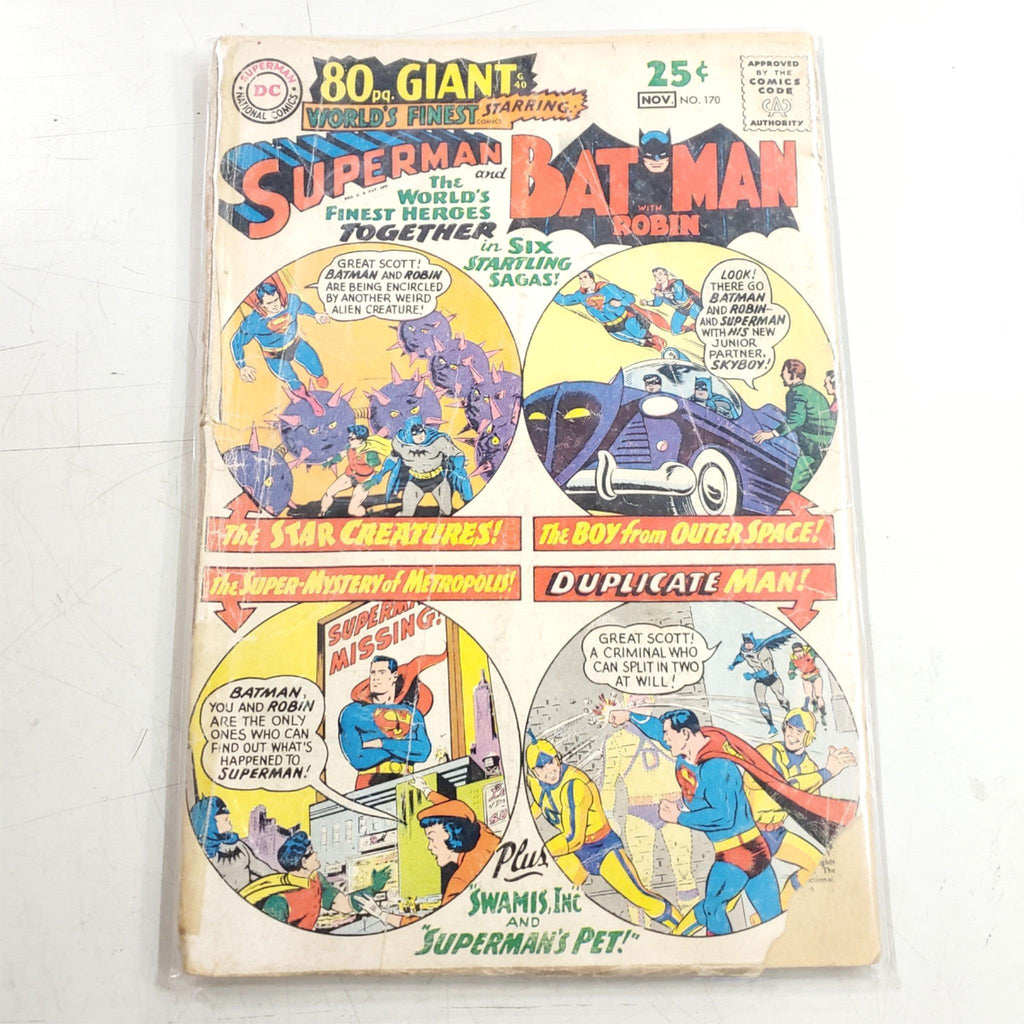 SUPERMAN
DC
NATIONAL COMICS
80 pg. GIANT G 40
WORLD'S FINEST COMICS STARRING:
25¢
NOV. NO. 170
APPROVED
BY THE
COMICS
CODE
CA
AUTHORITY
SUPERMAN and BATMAN
WITH
ROBIN
The
WORLD'S
FINEST HEROES
TOGETHER
in SIX
STARTLING
SAGAS!
GREAT SCOTT!
BATMAN AND ROBIN
ARE BEING ENCIRCLED
BY ANOTHER WEIRD
ALIEN CREATURE!
LOOK!
THERE GO
BATMAN
AND ROBIN--
AND SUPERMAN
WITH HIS NEW
JUNIOR
PARTNER,
SKYBOY!
The STAR CREATURES!
The BOY from OUTER SPACE!
The SUPER-MYSTERY of METROPOLIS!
DUPLICATE MAN!
SUPERMAN
MISSING!
BATMAN,
YOU AND ROBIN
ARE THE ONLY
ONES WHO CAN
FIND OUT WHAT'S
HAPPENED TO
SUPERMAN!
GREAT SCOTT!
A CRIMINAL WHO
CAN SPLIT IN TWO
AT WILL!
Plus
"SWAMIS, INC"
AND
"SUPERMAN'S PET!"
The